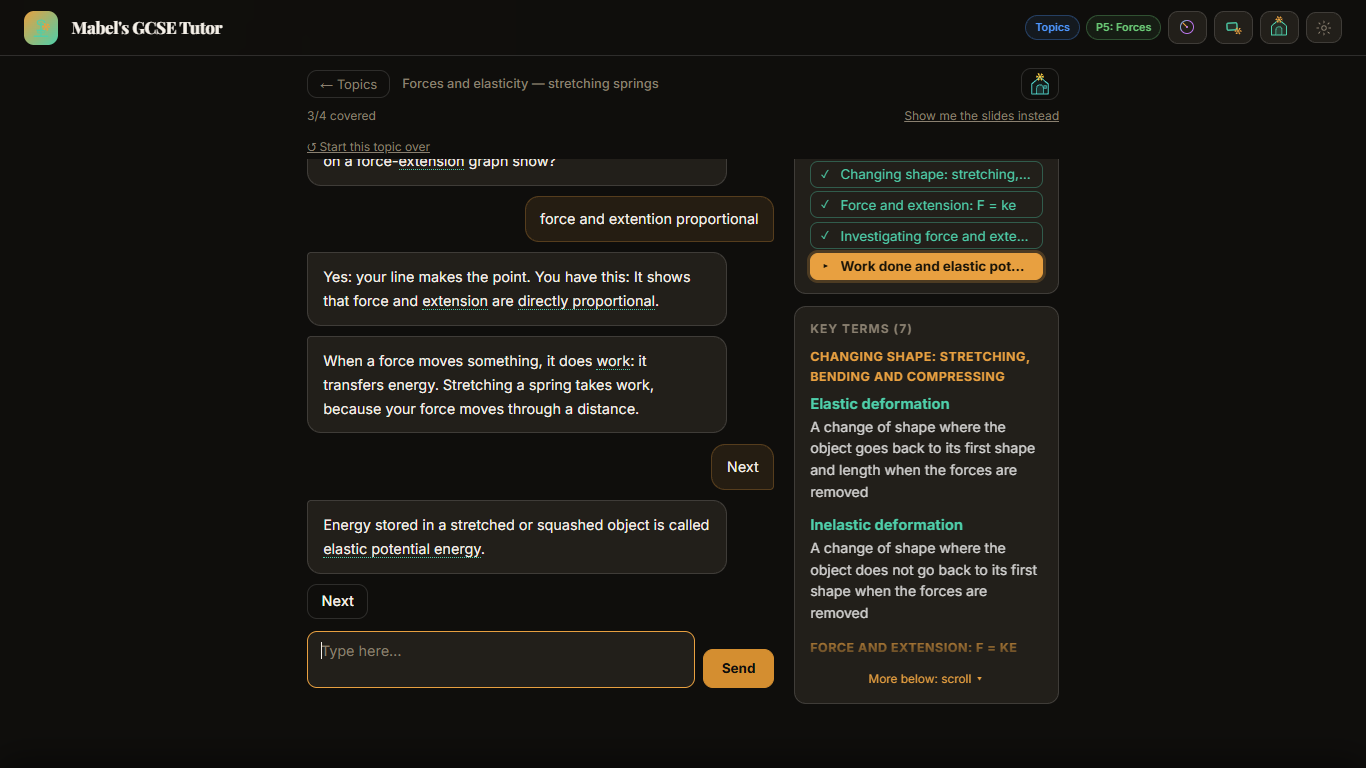 Mabel's GCSE Tutor
Topics
P5: Forces
← Topics
Forces and elasticity — stretching springs
3/4 covered
Show me the slides instead
↺ Start this topic over
on a force-extension graph show?
force and extention proportional
Yes: your line makes the point. You have this: It shows
that force and extension are directly proportional.
When a force moves something, it does work: it
transfers energy. Stretching a spring takes work,
because your force moves through a distance.
Next
Energy stored in a stretched or squashed object is called
elastic potential energy.
Next
Type here...
Send
✓ Changing shape: stretching,...
✓ Force and extension: F = ke
✓ Investigating force and exte...
‣ Work done and elastic pot...
KEY TERMS (7)
CHANGING SHAPE: STRETCHING,
BENDING AND COMPRESSING
Elastic deformation
A change of shape where the
object goes back to its first shape
and length when the forces are
removed
Inelastic deformation
A change of shape where the
object does not go back to its first
shape when the forces are
removed
FORCE AND EXTENSION: F = KE
More below: scroll ▾